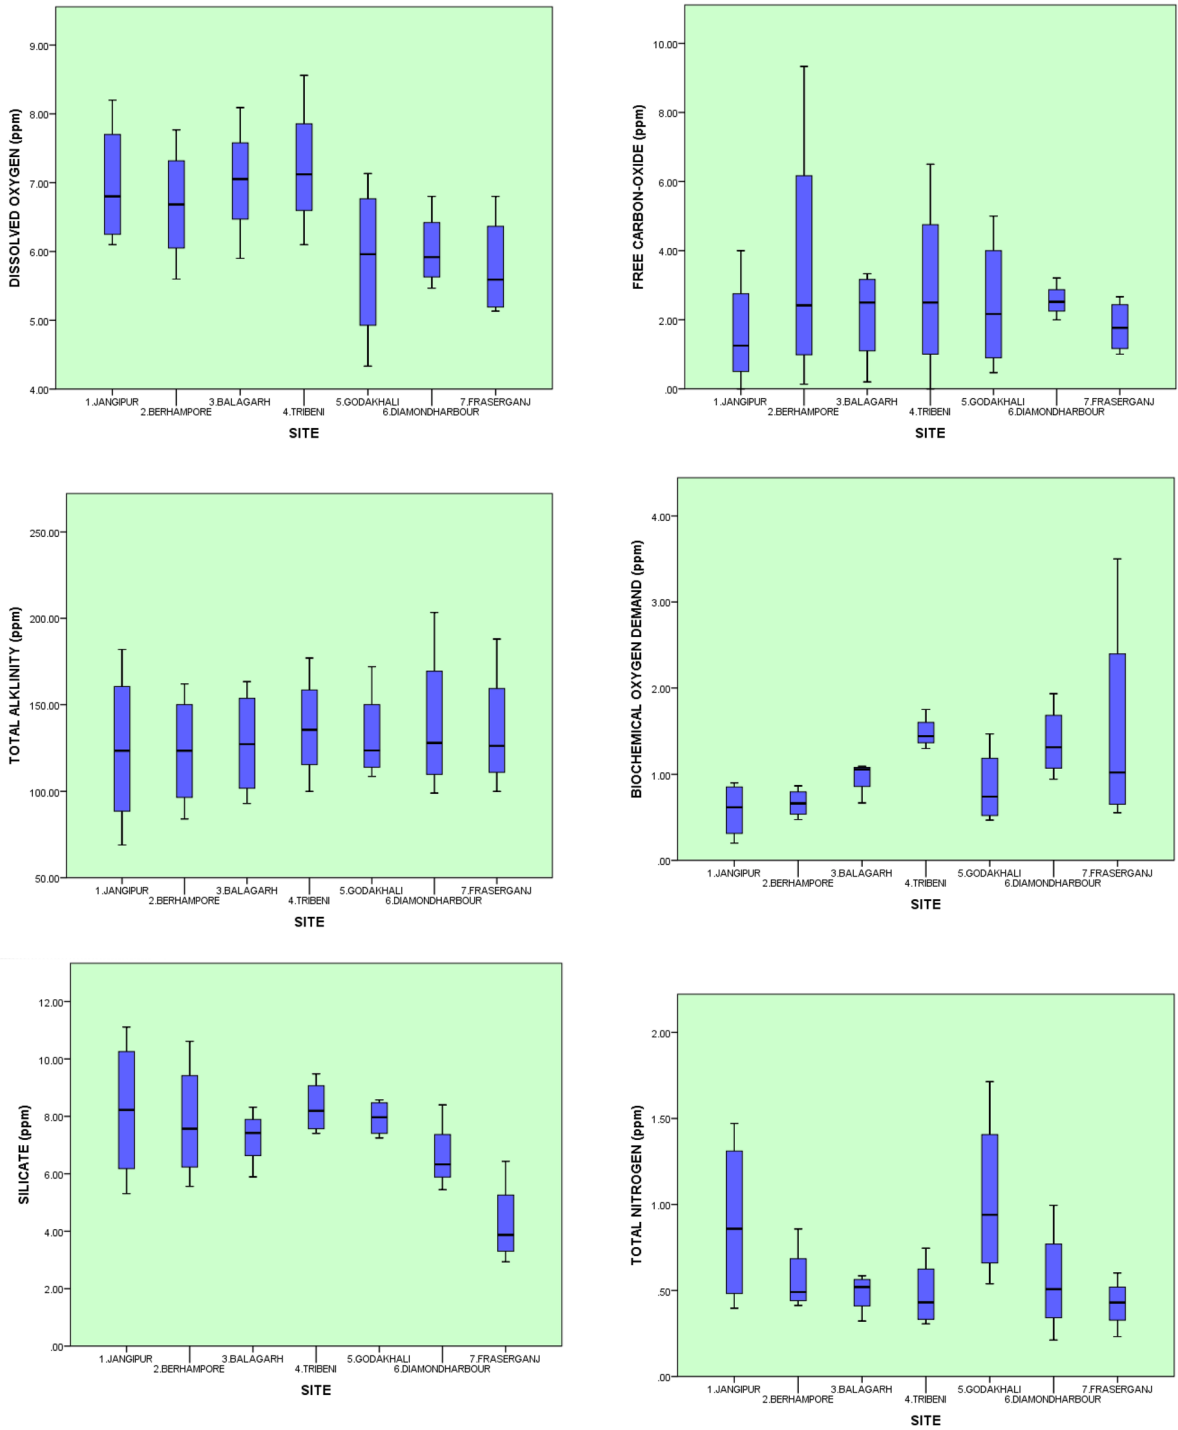 DISSOLVED OXYGEN (ppm)
9.00
8.00
7.00
6.00
5.00
4.00
1.JANGIPUR
2.BERHAMPORE
3.BALAGARH
4.TRIBENI
5.GODAKHALI
6.DIAMONDHARBOUR
7.FRASERGANJ
SITE
FREE CARBON-OXIDE (ppm)
10.00
8.00
6.00
4.00
2.00
.00
1.JANGIPUR
2.BERHAMPORE
3.BALAGARH
4.TRIBENI
5.GODAKHALI
6.DIAMONDHARBOUR
7.FRASERGANJ
SITE
TOTAL ALKLINITY (ppm)
250.00
200.00
150.00
100.00
50.00
1.JANGIPUR
2.BERHAMPORE
3.BALAGARH
4.TRIBENI
5.GODAKHALI
6.DIAMONDHARBOUR
7.FRASERGANJ
SITE
BIOCHEMICAL OXYGEN DEMAND (ppm)
4.00
3.00
2.00
1.00
.00
1.JANGIPUR
2.BERHAMPORE
3.BALAGARH
4.TRIBENI
5.GODAKHALI
6.DIAMONDHARBOUR
7.FRASERGANJ
SITE
SILICATE (ppm)
12.00
10.00
8.00
6.00
4.00
2.00
.00
1.JANGIPUR
2.BERHAMPORE
3.BALAGARH
4.TRIBENI
5.GODAKHALI
6.DIAMONDHARBOUR
7.FRASERGANJ
SITE
TOTAL NITROGEN (ppm)
2.00
1.50
1.00
.50
.00
1.JANGIPUR
2.BERHAMPORE
3.BALAGARH
4.TRIBENI
5.GODAKHALI
6.DIAMONDHARBOUR
7.FRASERGANJ
SITE